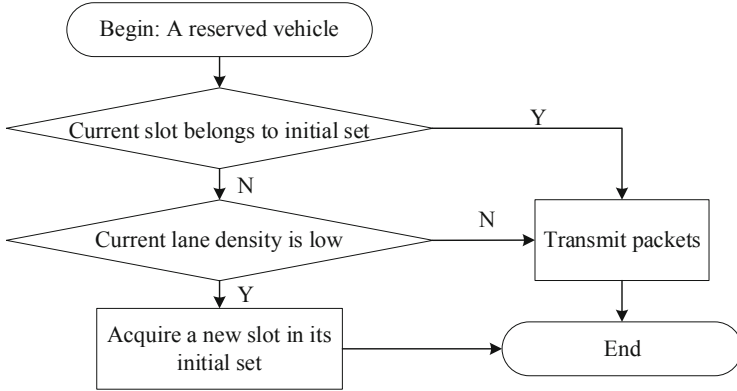 Begin: A reserved vehicle
Current slot belongs to initial set
Y
N
Current lane density is low
N
Transmit packets
Y
Acquire a new slot in its
initial set
End